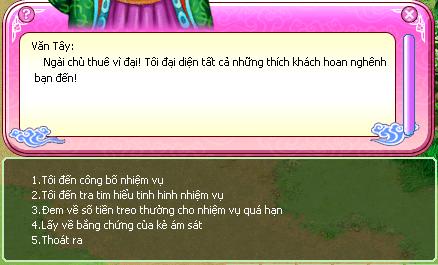 Văn Tây:
Ngài chủ thuê vĩ đại! Tôi đại diện tất cả những thích khách hoan nghênh
bạn đến!
1.Tôi đến công bố nhiệm vụ
2.Tôi đến tra tìm hiểu tình hình nhiệm vụ
3.Đem về số tiền treo thưởng cho nhiệm vụ quá hạn
4.Lấy về bằng chứng của kẻ ám sát
5.Thoát ra